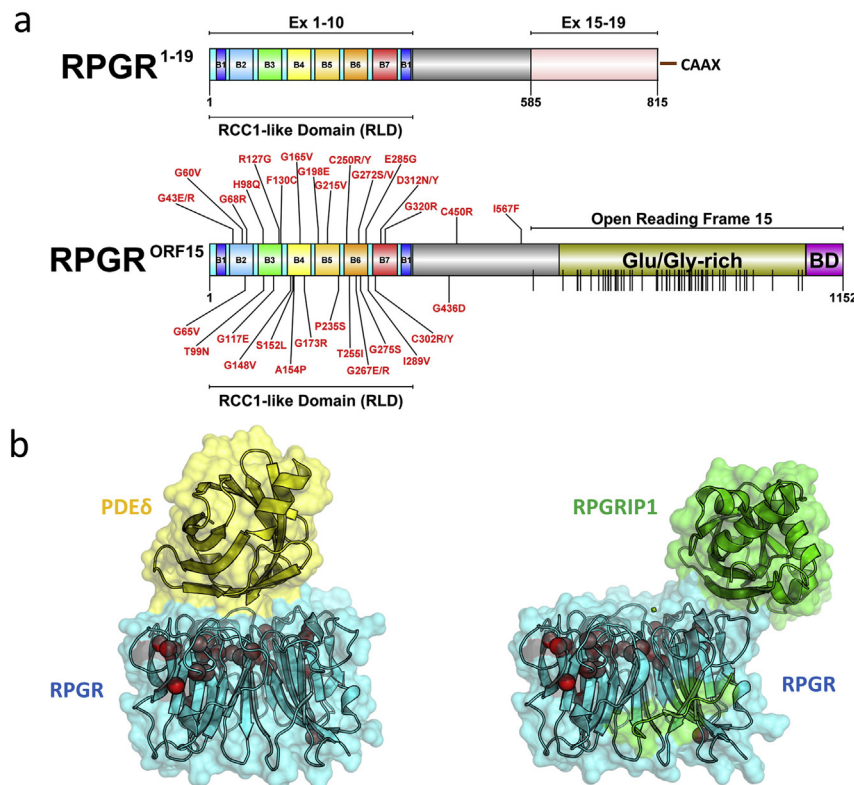 a
Ex 1-10
Ex 15-19
RPGR 1-19
B1 B2 B3 B4 B5 B6 B7 B1
CAAX
1 585 815
RCC1-like Domain (RLD)
G165V C250R/Y E285G
R127G G198E G272S/V
G60V F130C G215V D312N/Y
H98Q
G43E/R G68R G320R C450R I567F
Open Reading Frame 15
RPGR ORF15
B1 B2 B3 B4 B5 B6 B7 B1
Glu/Gly-rich BD
1 1152
G436D
G65V P235S
G117E S152L G173R C302R/Y
T99N T255I G275S
G148V I289V
A154P G267E/R
RCC1-like Domain (RLD)
b
PDEδ RPGRIP1
RPGR RPGR